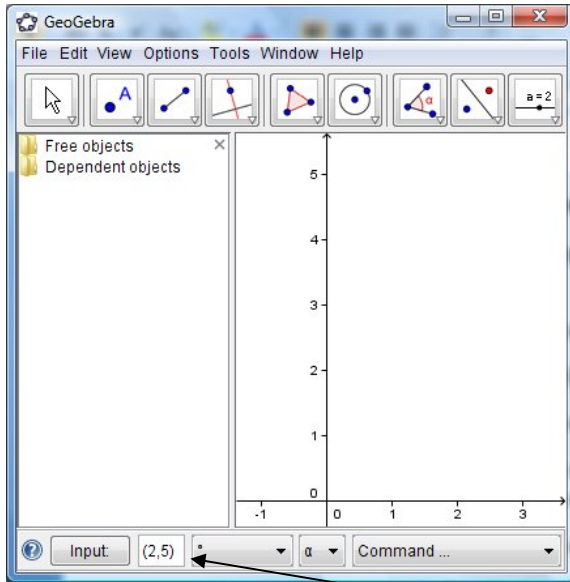 GeoGebra
File Edit View Options Tools Window Help
A α a = 2
Free objects
Dependent objects
5
4
3
2
1
0
-1 0 1 2 3
Input: (2,5) ° α Command ...